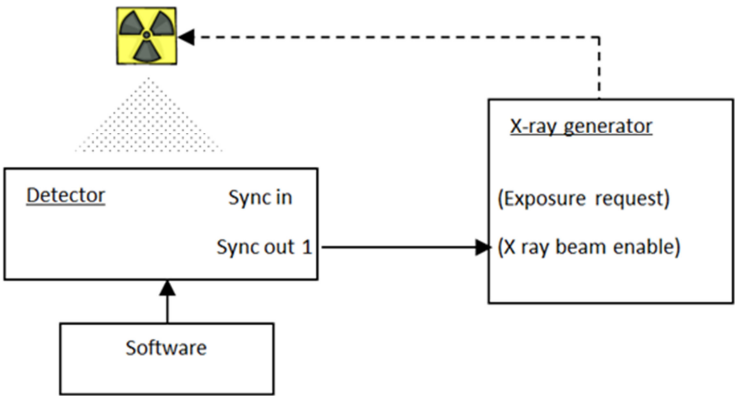 X-ray generator
Detector
Sync in
(Exposure request)
Sync out 1
(X ray beam enable)
Software